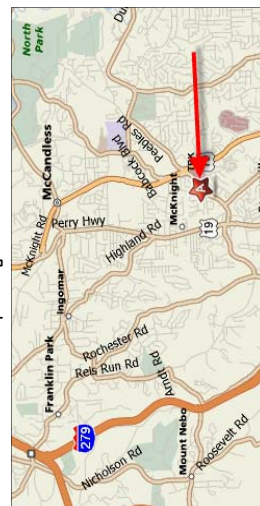 North
Park
Du
Peebles Rd
Babcock Blvd
McCandless
McKnight Rd
Perry Hwy
McKnight
A
19
Highland Rd
Ingomar
Rochester Rd
Reis Run Rd
Arndt Rd
Franklin Park
279
Nicholson Rd
Mount Nebo
Roosevelt Rd